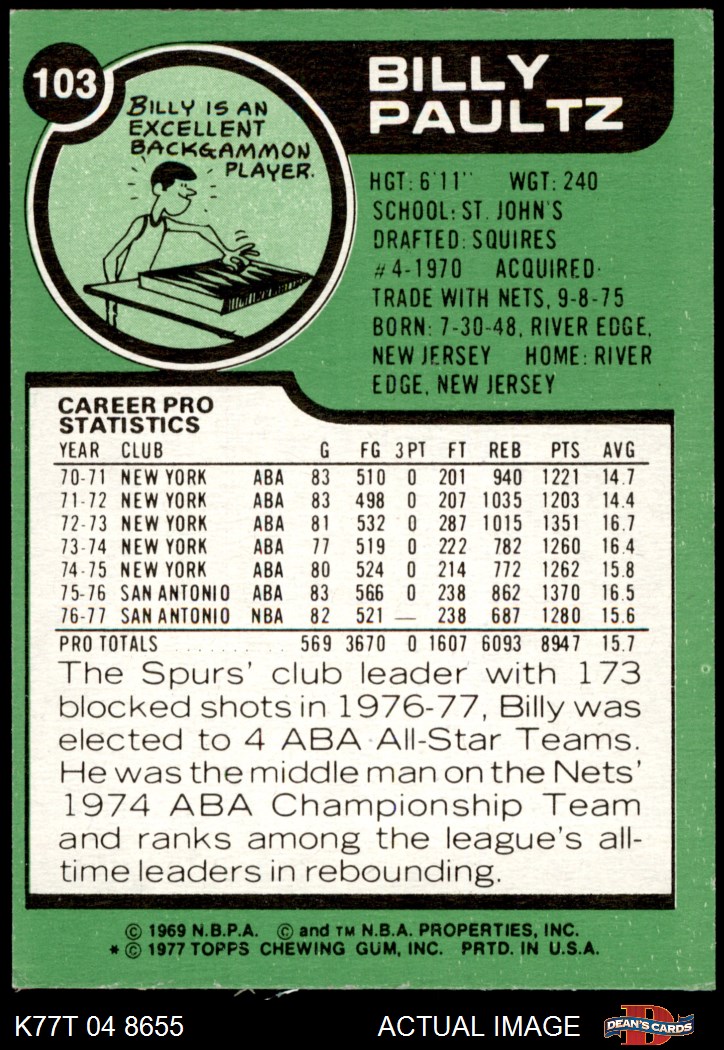 103
BILLY
PAULTZ
BILLY IS AN
EXCELLENT
BACKGAMMON
PLAYER.
HGT: 6'11" WGT: 240
SCHOOL: ST. JOHN'S
DRAFTED: SQUIRES
#4-1970 ACQUIRED:
TRADE WITH NETS, 9-8-75
BORN: 7-30-48, RIVER EDGE,
NEW JERSEY HOME: RIVER
EDGE, NEW JERSEY
CAREER PRO
STATISTICS
YEAR CLUB G FG 3PT FT REB PTS AVG
70-71 NEW YORK ABA 83 510 0 201 940 1221 14.7
71-72 NEW YORK ABA 83 498 0 207 1035 1203 14.4
72-73 NEW YORK ABA 81 532 0 287 1015 1351 16.7
73-74 NEW YORK ABA 77 519 0 222 782 1260 16.4
74-75 NEW YORK ABA 80 524 0 214 772 1262 15.8
75-76 SAN ANTONIO ABA 83 566 0 238 862 1370 16.5
76-77 SAN ANTONIO NBA 82 521 — 238 687 1280 15.6
PRO TOTALS . . . . . . . . . . 569 3670 0 1607 6093 8947 15.7
The Spurs' club leader with 173
blocked shots in 1976-77, Billy was
elected to 4 ABA All-Star Teams.
He was the middle man on the Nets'
1974 ABA Championship Team
and ranks among the league's all-
time leaders in rebounding.
© 1969 N.B.P.A. © and TM N.B.A. PROPERTIES, INC.
* © 1977 TOPPS CHEWING GUM, INC. PRTD. IN U.S.A.
K77T 04 8655 ACTUAL IMAGE D DEAN'S CARDS